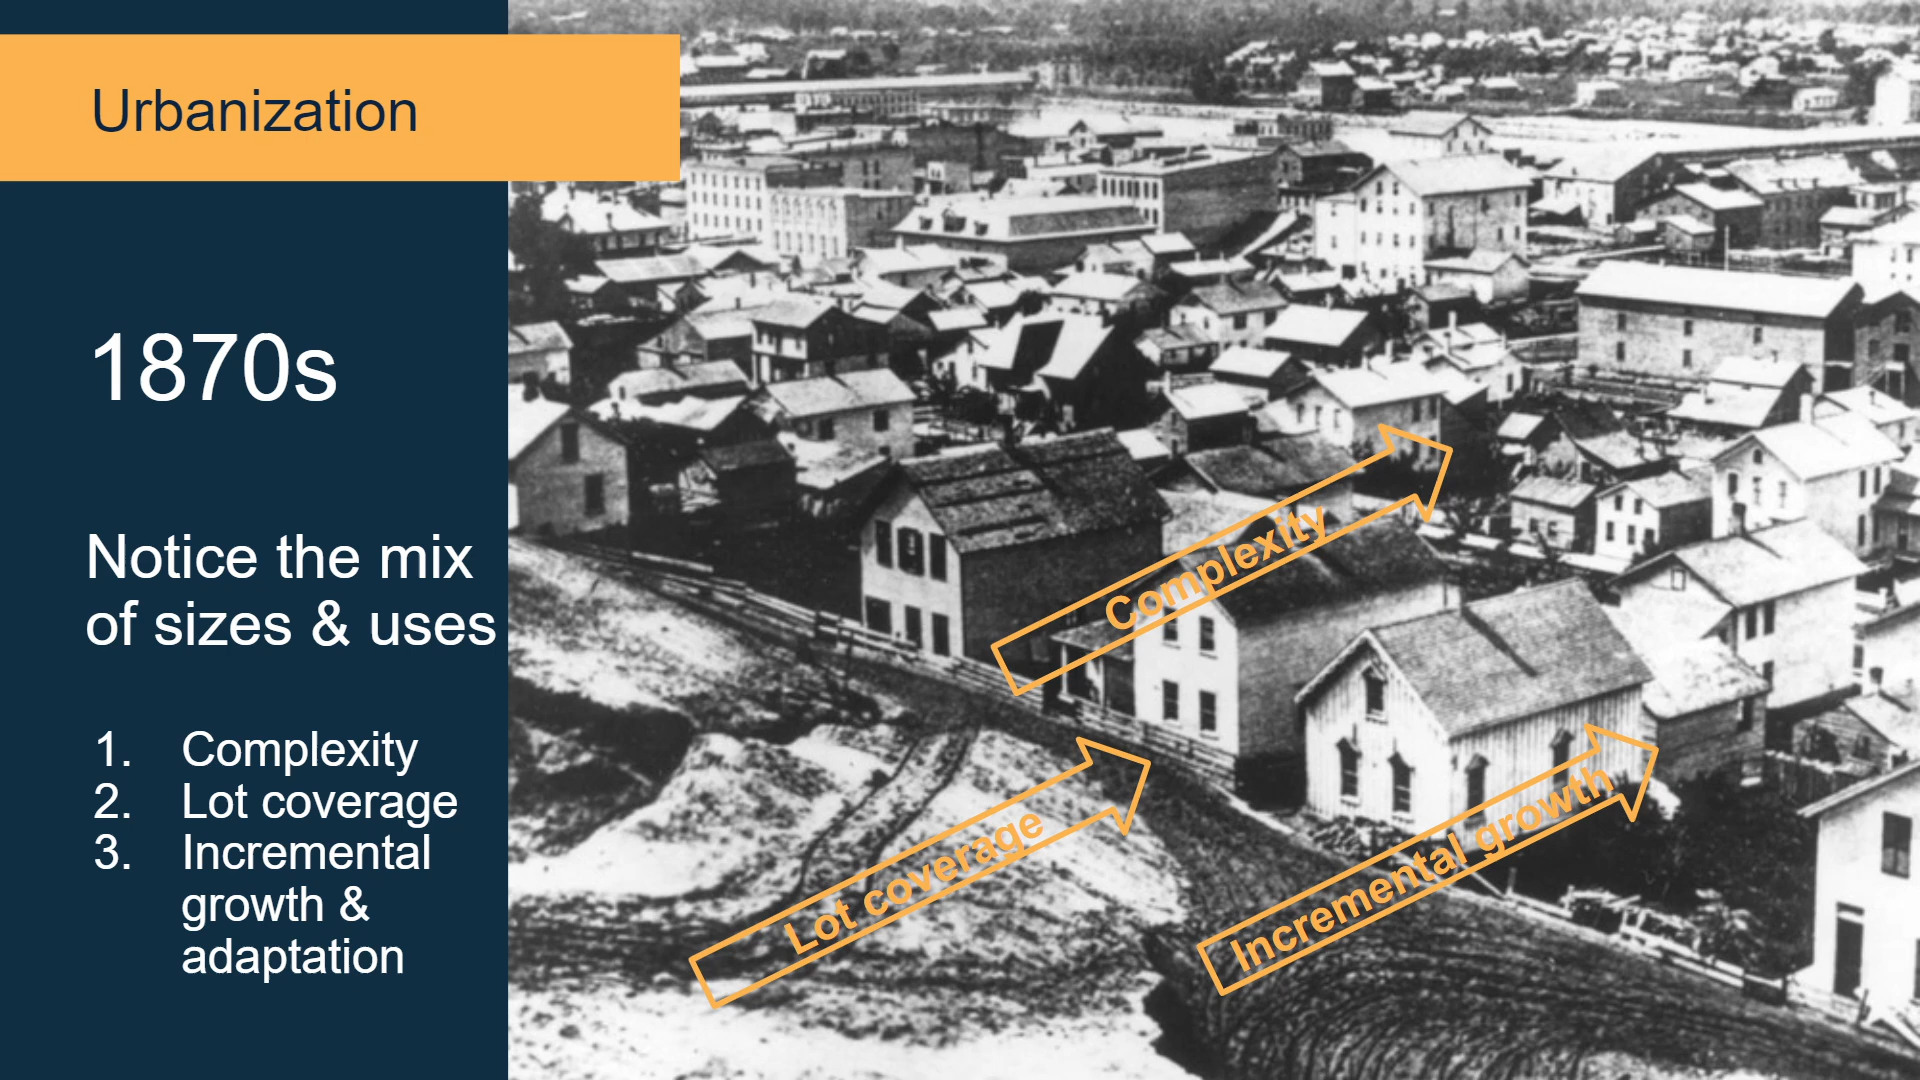 Urbanization
1870s
Notice the mix
of sizes & uses
1. Complexity
2. Lot coverage
3. Incremental
growth &
adaptation
Complexity
Lot coverage
Incremental growth